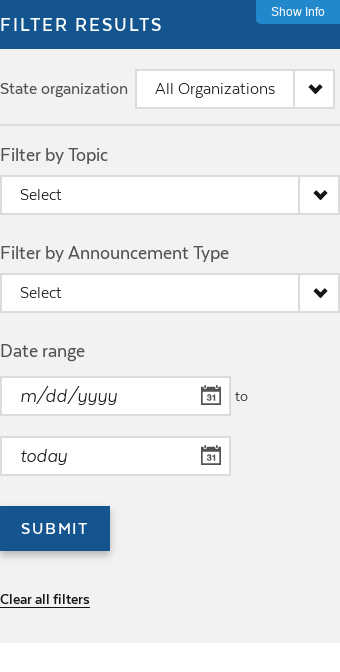 Show Info
FILTER RESULTS
State organization
All Organizations
Filter by Topic
Select
Filter by Announcement Type
Select
Date range
m/dd/yyyy
31
to
today
31
SUBMIT
Clear all filters